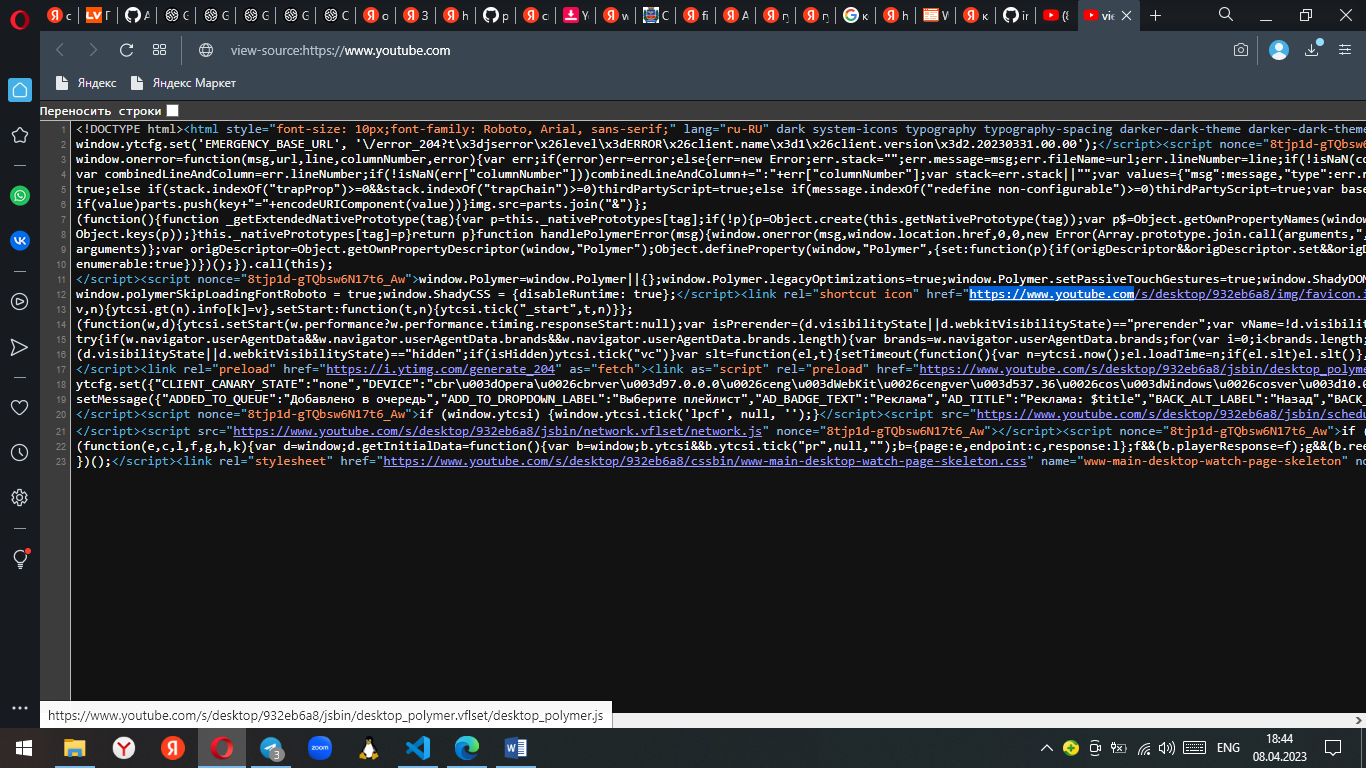 view-source:https://www.youtube.com
Яндекс
Яндекс Маркет
Переносить строки
1 <!DOCTYPE html><html style="font-size: 10px;font-family: Roboto, Arial, sans-serif;" lang="ru-RU" dark system-icons typography typography-spacing darker-dark-theme darker-dark-theme
2 window.ytcfg.set('EMERGENCY_BASE_URL', '\/error_204?t\x3djserror\x26level\x3dERROR\x26client.name\x3d1\x26client.version\x3d2.20230331.00.00');</script><script nonce="8tjp1d-gTQbsw6N17t6
3 window.onerror=function(msg,url,line,columnNumber,error){var err;if(error)err=error;else{err=new Error;err.stack="";err.message=msg;err.fileName=url;err.lineNumber=line;if(!isNaN(co
4 var combinedLineAndColumn=err.lineNumber;if(!isNaN(err["columnNumber"]))combinedLineAndColumn+=":"+err["columnNumber"];var stack=err.stack||"";var values={"msg":message,"type":err.n
5 true;else if(stack.indexOf("trapProp")>=0&&stack.indexOf("trapChain")>=0)thirdPartyScript=true;else if(message.indexOf("redefine non-configurable")>=0)thirdPartyScript=true;var base
6 if(value)parts.push(key+"="+encodeURIComponent(value))}img.src=parts.join("&")};
7 (function(){function _getExtendedNativePrototype(tag){var p=this._nativePrototypes[tag];if(!p){p=Object.create(this.getNativePrototype(tag));var p$=Object.getOwnPropertyNames(window
8 Object.keys(p));}this._nativePrototypes[tag]=p}return p}function handlePolymerError(msg){window.onerror(msg,window.location.href,0,0,new Error(Array.prototype.join.call(arguments,",
9 arguments)};var origDescriptor=Object.getOwnPropertyDescriptor(window,"Polymer");Object.defineProperty(window,"Polymer",{set:function(p){if(origDescriptor&&origDescriptor.set&&origD
10 enumerable:true})})();}).call(this);
11 </script><script nonce="8tjp1d-gTQbsw6N17t6_Aw">window.Polymer=window.Polymer||{};window.Polymer.legacyOptimizations=true;window.Polymer.setPassiveTouchGestures=true;window.ShadyDOM
12 window.polymerSkipLoadingFontRoboto = true;window.ShadyCSS = {disableRuntime: true};</script><link rel="shortcut icon" href="https://www.youtube.com/s/desktop/932eb6a8/img/favicon.i
13 v,n){ytcsi.gt(n).info[k]=v},setStart:function(t,n){ytcsi.tick("_start",t,n)}};
14 (function(w,d){ytcsi.setStart(w.performance?w.performance.timing.responseStart:null);var isPrerender=(d.visibilityState||d.webkitVisibilityState)=="prerender";var vName=!d.visibilit
15 try{if(w.navigator.userAgentData&&w.navigator.userAgentData.brands&&w.navigator.userAgentData.brands.length){var brands=w.navigator.userAgentData.brands;for(var i=0;i<brands.length;
16 (d.visibilityState||d.webkitVisibilityState)=="hidden";if(isHidden)ytcsi.tick("vc")}var slt=function(el,t){setTimeout(function(){var n=ytcsi.now();el.loadTime=n;if(el.slt)el.slt()},
17 </script><link rel="preload" href="https://i.ytimg.com/generate_204" as="fetch"><link as="script" rel="preload" href="https://www.youtube.com/s/desktop/932eb6a8/jsbin/desktop_polyme
18 ytcfg.set({"CLIENT_CANARY_STATE":"none","DEVICE":"cbr\u003dOpera\u0026cbrver\u003d97.0.0.0\u0026ceng\u003dWebKit\u0026cengver\u003d537.36\u0026cos\u003dWindows\u0026cosver\u003d10.0
19 setMessage({"ADDED_TO_QUEUE":"Добавлено в очередь","ADD_TO_DROPDOWN_LABEL":"Выберите плейлист","AD_BADGE_TEXT":"Реклама","AD_TITLE":"Реклама: $title","BACK_ALT_LABEL":"Назад","BACK_
20 </script><script nonce="8tjp1d-gTQbsw6N17t6_Aw">if (window.ytcsi) {window.ytcsi.tick('lpcf', null, '');}</script><script src="https://www.youtube.com/s/desktop/932eb6a8/jsbin/schedu
21 </script><script src="https://www.youtube.com/s/desktop/932eb6a8/jsbin/network.vflset/network.js" nonce="8tjp1d-gTQbsw6N17t6_Aw"></script><script nonce="8tjp1d-gTQbsw6N17t6_Aw">if (
22 (function(e,c,l,f,g,h,k){var d=window;d.getInitialData=function(){var b=window;b.ytcsi&&b.ytcsi.tick("pr",null,"");b={page:e,endpoint:c,response:l};f&&(b.playerResponse=f);g&&(b.ree
23 })();</script><link rel="stylesheet" href="https://www.youtube.com/s/desktop/932eb6a8/cssbin/www-main-desktop-watch-page-skeleton.css" name="www-main-desktop-watch-page-skeleton" no
https://www.youtube.com/s/desktop/932eb6a8/jsbin/desktop_polymer.vflset/desktop_polymer.js
3
zoom
ENG
18:44
08.04.2023